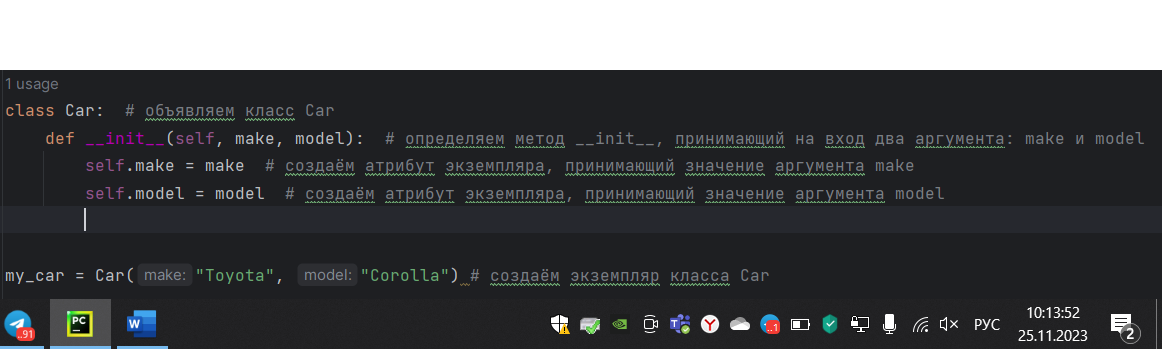 1 usage
class Car:  # объявляем класс Car
    def __init__(self, make, model):  # определяем метод __init__, принимающий на вход два аргумента: make и model
        self.make = make  # создаём атрибут экземпляра, принимающий значение аргумента make
        self.model = model  # создаём атрибут экземпляра, принимающий значение аргумента model
my_car = Car( make: "Toyota", model: "Corolla") # создаём экземпляр класса Car
..91 PC W Y ..1 РУС 10:13:52 2
25.11.2023